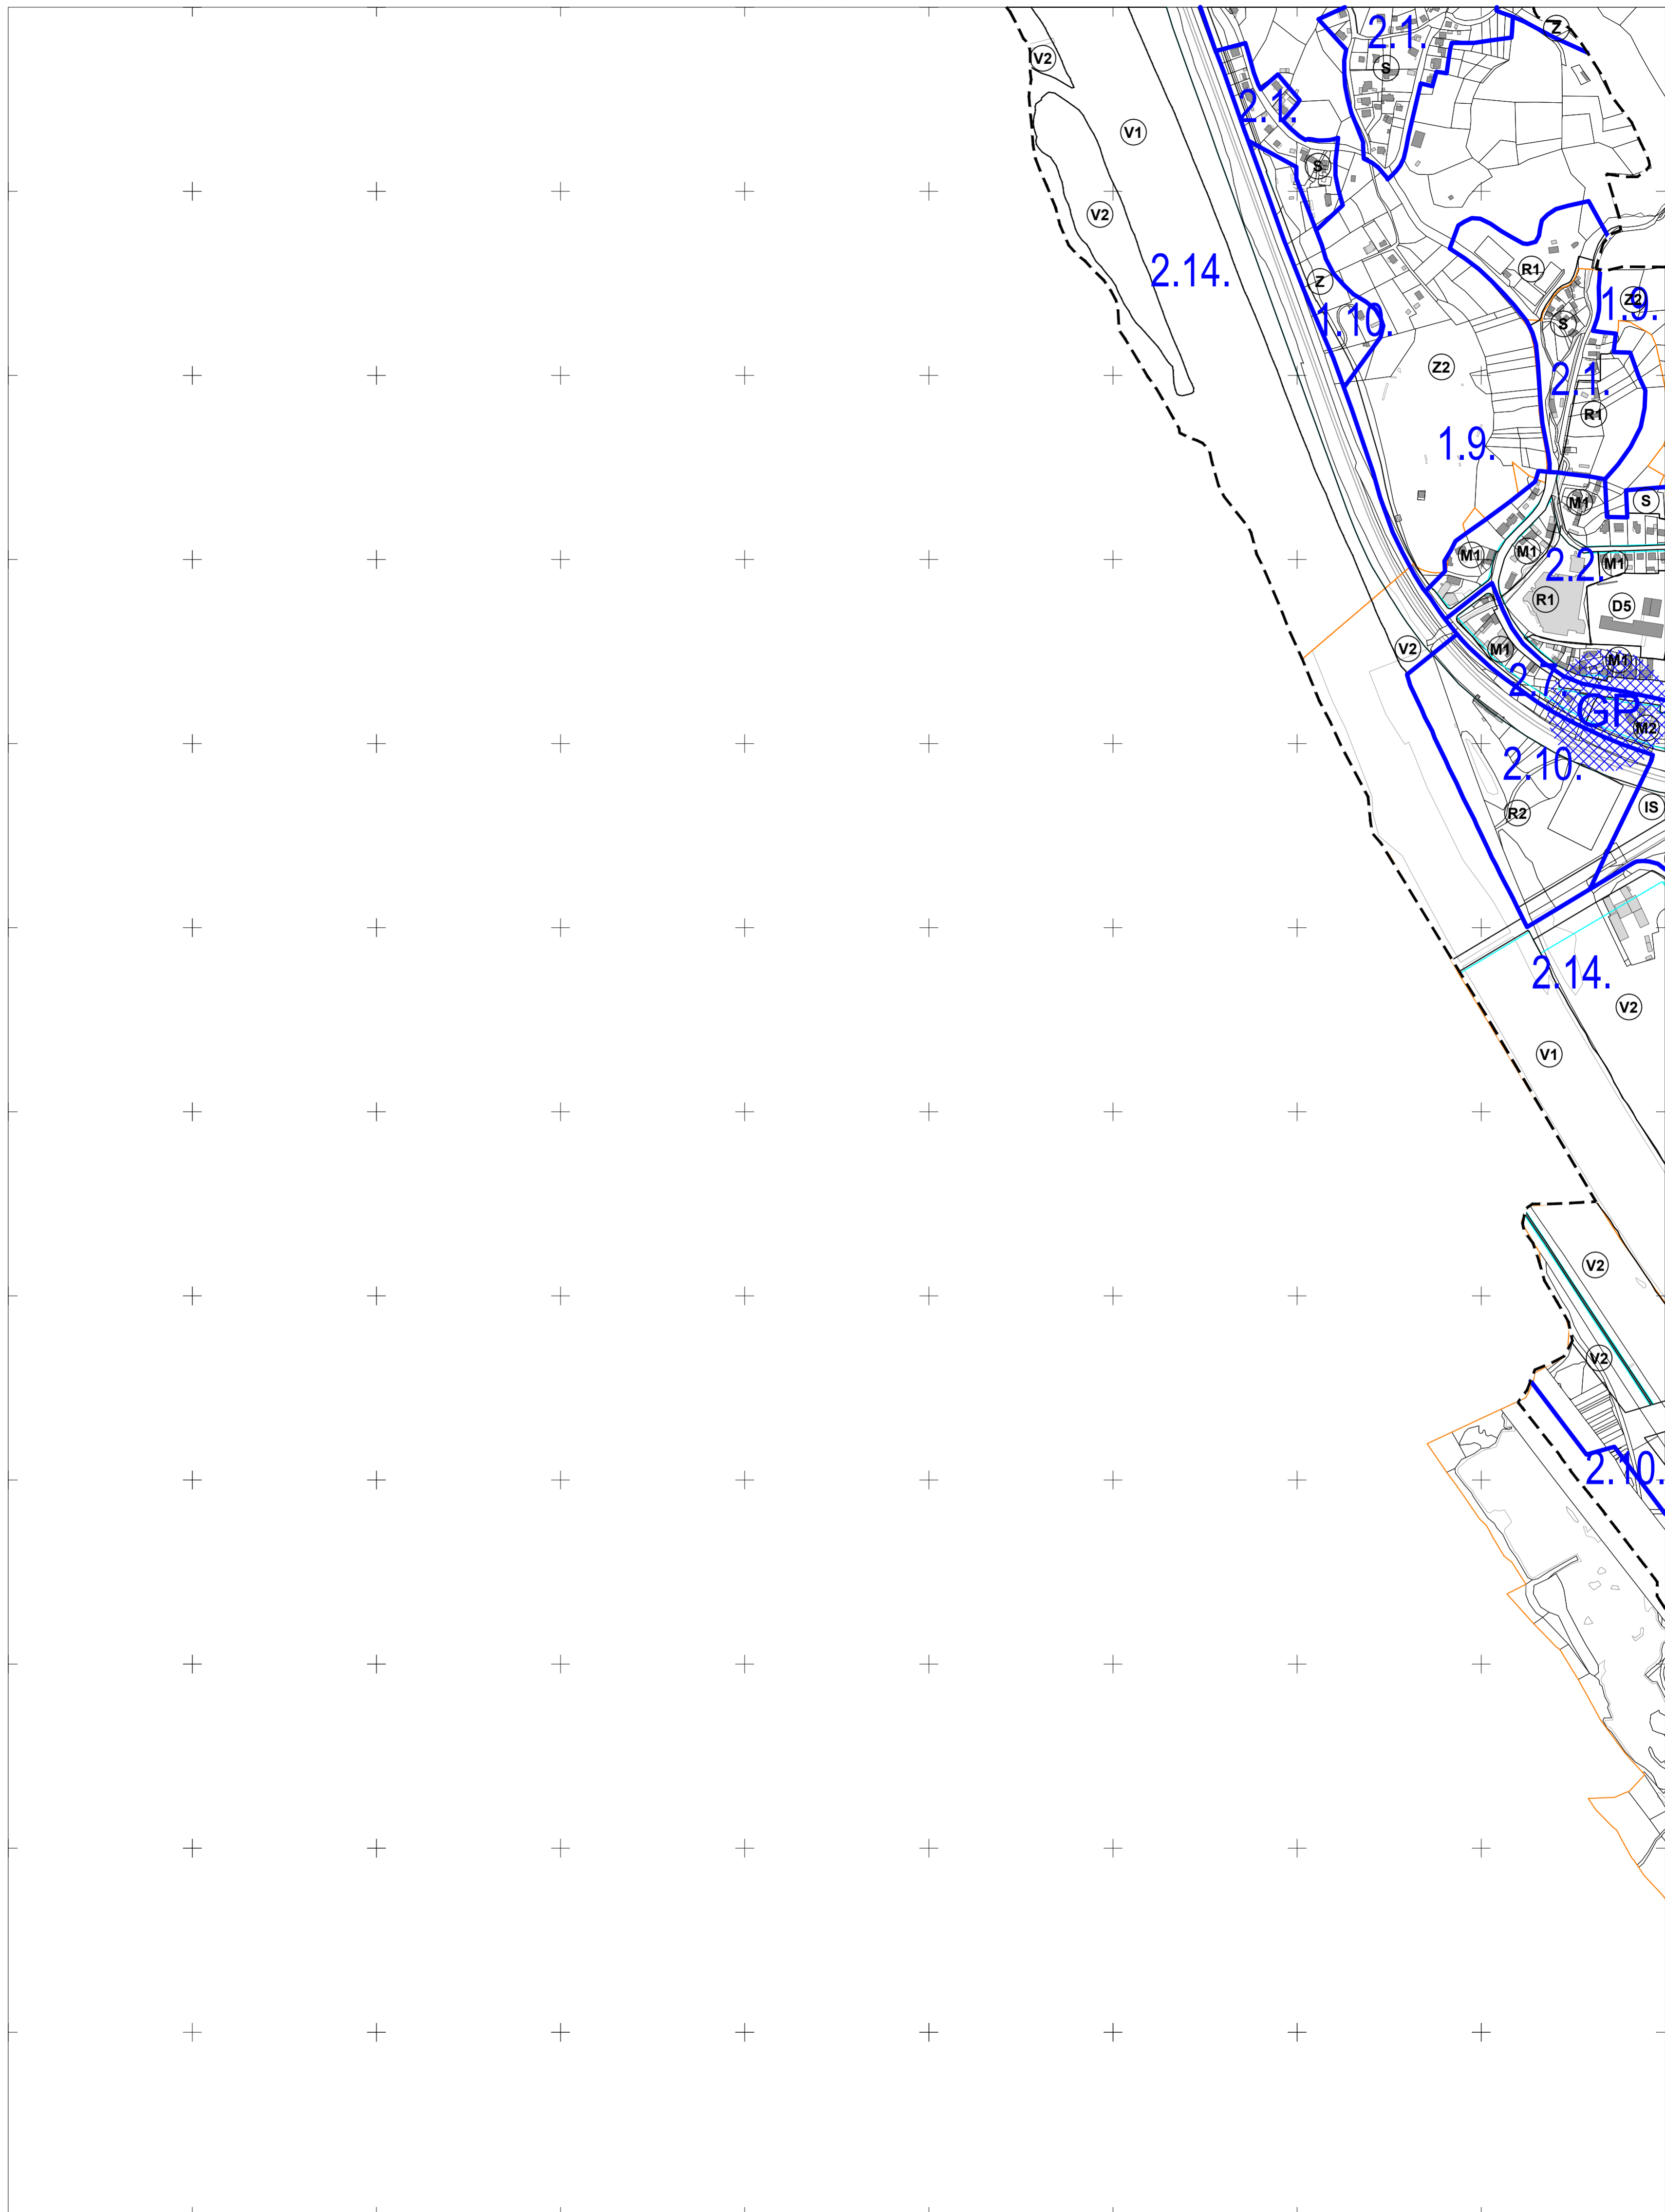 2.1.
Z
V2
S
2.1.
V1
S
V2
2.14.
R1
Z
Z2
1.9.
1.10.
S
Z2
2.1.
R1
1.9.
M1
S
M1
M1
2.2.
M1
R1
D5
V2
M1
M1
2.7.
GP
M2
2.10.
R2
IS
2.14.
V2
V1
V2
V2
2.10.